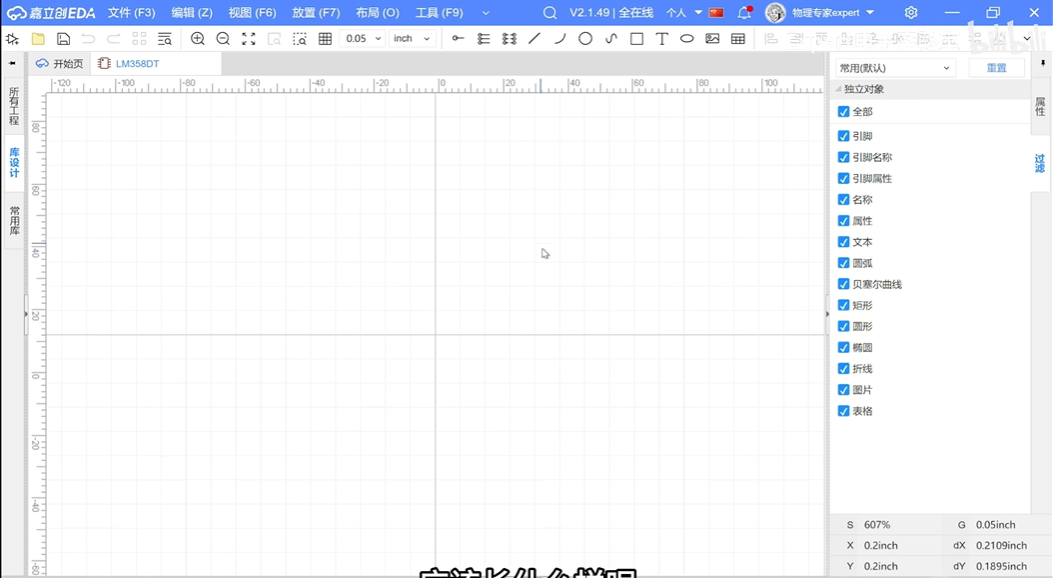 嘉立创EDA 文件 (F3) 编辑 (Z) 视图 (F6) 放置 (F7) 布局 (O) 工具 (F9) V2.1.49 | 全在线 个人 物理专家expert
0.05 inch
bilibili
开始页 LM358DT
常用(默认) 重置
-120 -100 -80 -60 -40 -20 0 20 40 60 80 100
独立对象
所有工程
库设计
常用库
80
60
40
20
0
-20
-40
-60
全部
引脚
引脚名称
引脚属性
名称
属性
文本
圆弧
贝塞尔曲线
矩形
圆形
椭圆
折线
图片
表格
属性
过滤
S 607% G 0.05inch
X 0.2inch dX 0.2109inch
Y 0.2inch dY 0.1895inch